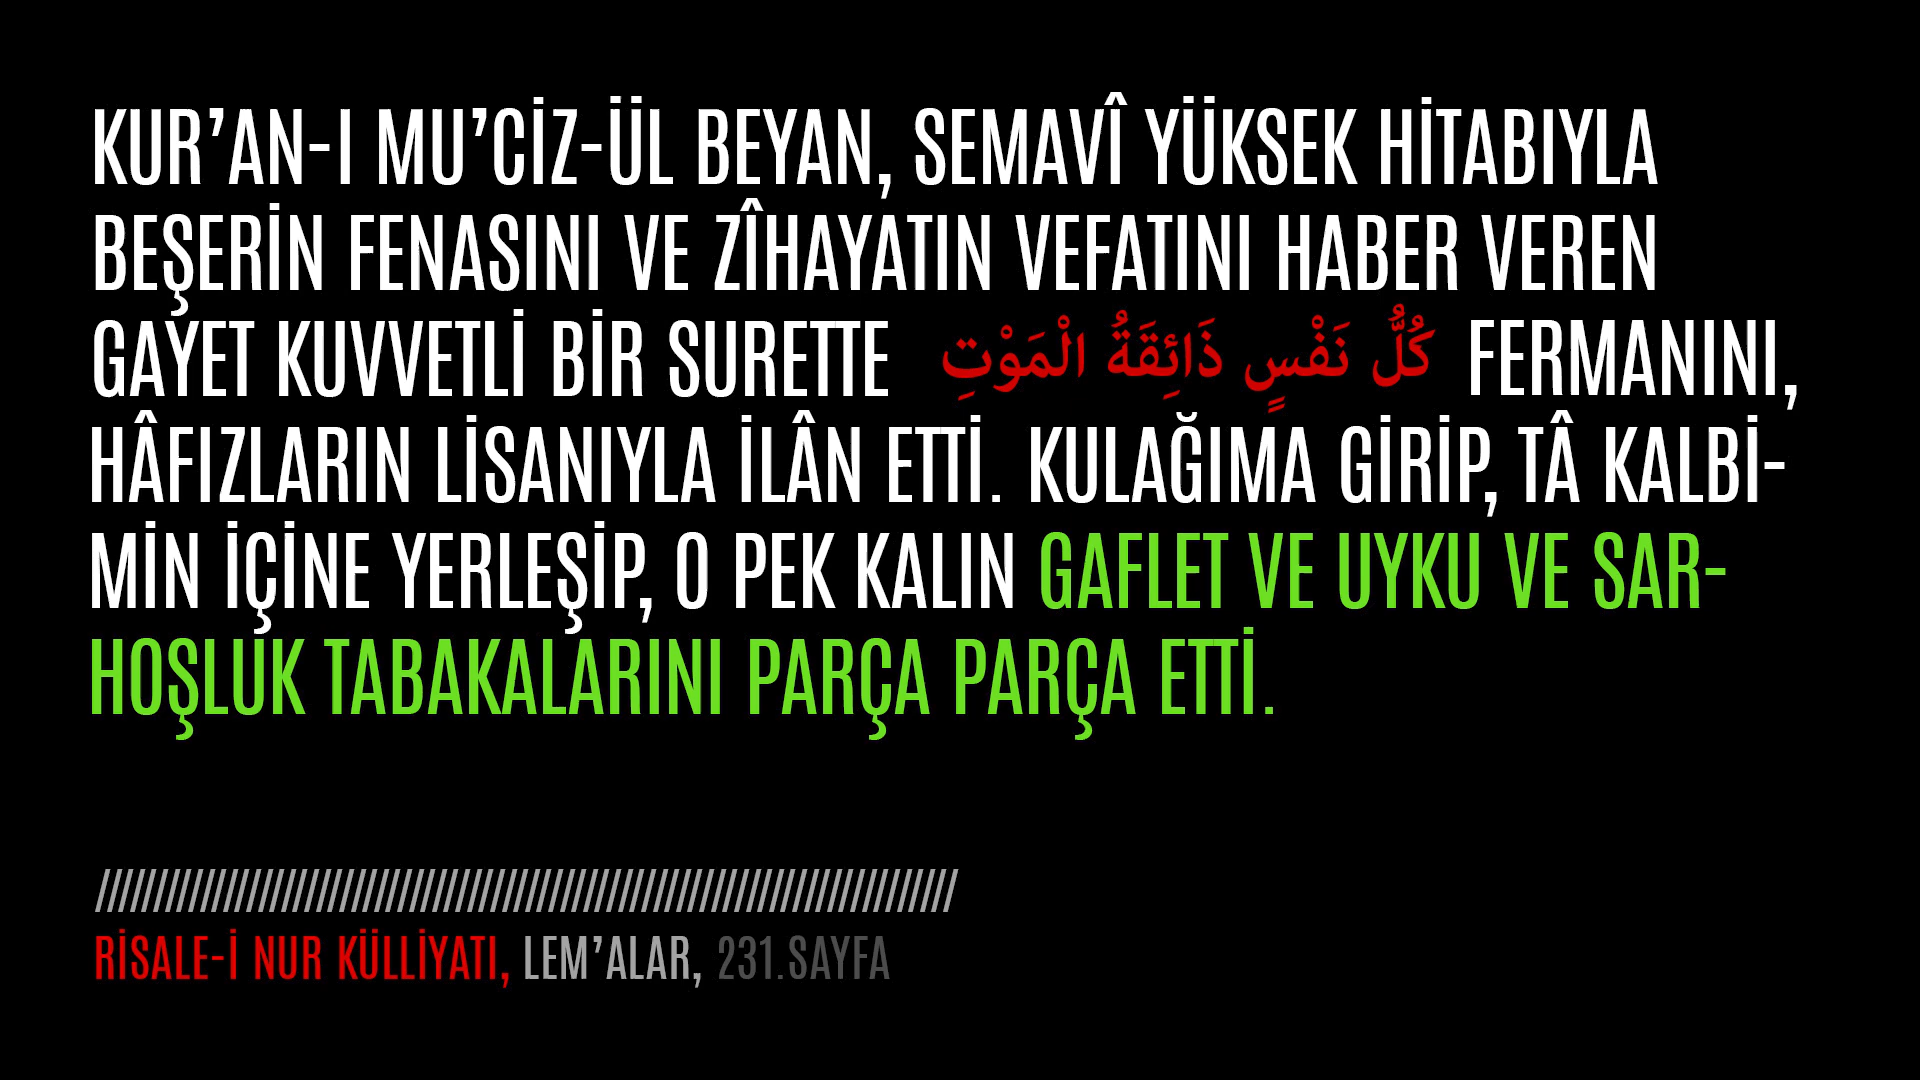 KUR’AN-I MU’CİZ-ÜL BEYAN, SEMAVÎ YÜKSEK HİTABIYLA
BEŞERİN FENASINI VE ZÎHAYATIN VEFATINI HABER VEREN
GAYET KUVVETLİ BİR SURETTE كُلُّ نَفْسٍ ذَائِقَةُ الْمَوْتِ FERMANINI,
HÂFIZLARIN LİSANIYLA İLÂN ETTİ. KULAĞIMA GİRİP, TÂ KALBİ-
MİN İÇİNE YERLEŞİP, O PEK KALIN GAFLET VE UYKU VE SAR-
HOŞLUK TABAKALARINI PARÇA PARÇA ETTİ.
//////////////////////////////////////////////////////////////////////////
RİSALE-İ NUR KÜLLİYATI, LEM’ALAR, 231.SAYFA